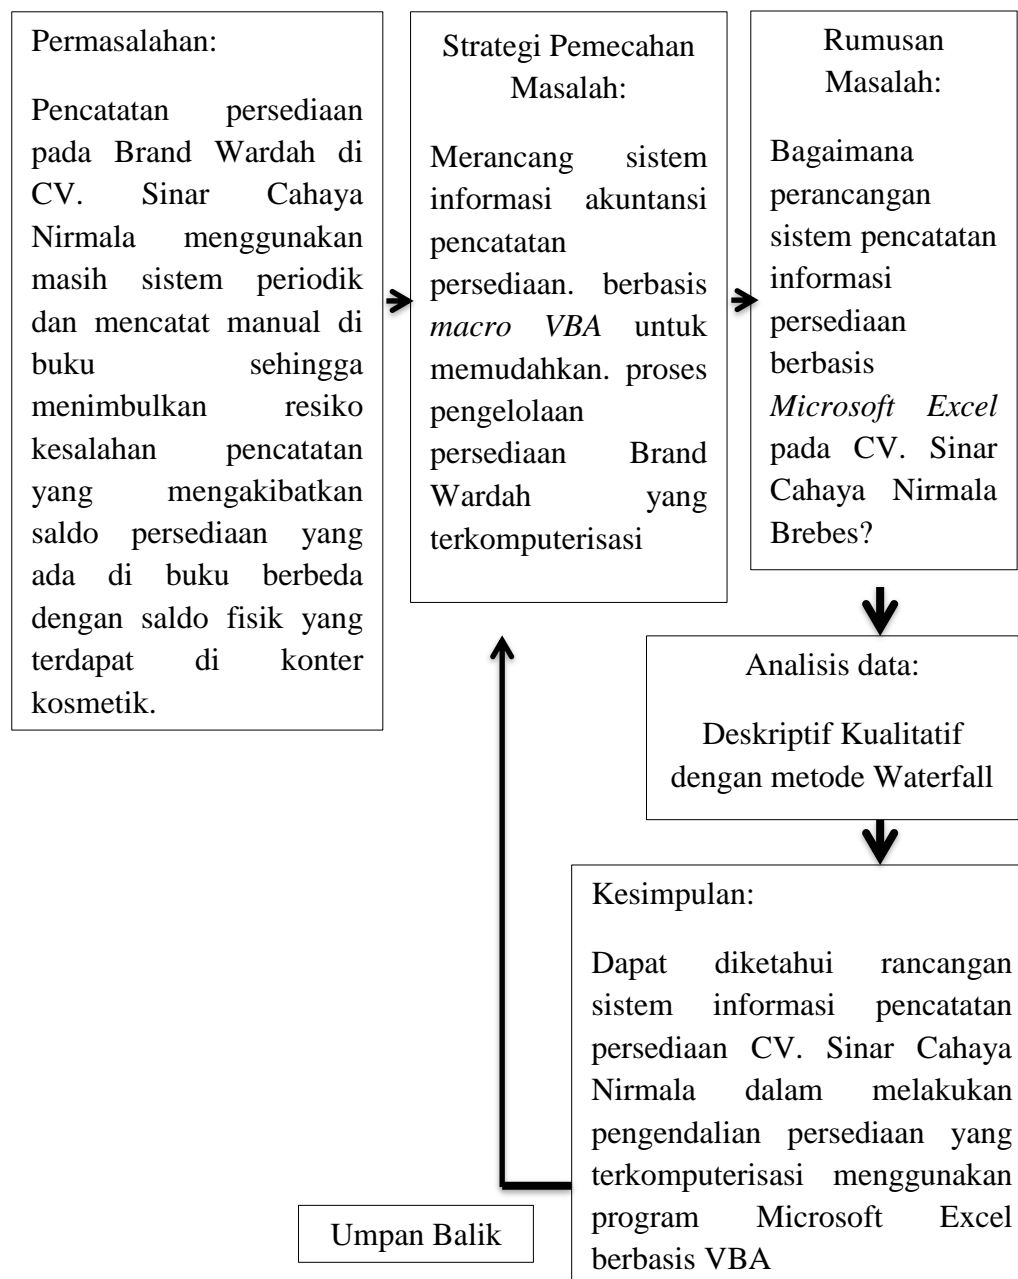 Permasalahan:
Pencatatan persediaan
pada Brand Wardah di
CV. Sinar Cahaya
Nirmala menggunakan
masih sistem periodik
dan mencatat manual di
buku sehingga
menimbulkan resiko
kesalahan pencatatan
yang mengakibatkan
saldo persediaan yang
ada di buku berbeda
dengan saldo fisik yang
terdapat di konter
kosmetik.
Strategi Pemecahan
Masalah:
Merancang sistem
informasi akuntansi
pencatatan
persediaan. berbasis
macro VBA untuk
memudahkan. proses
pengelolaan
persediaan Brand
Wardah yang
terkomputerisasi
Rumusan
Masalah:
Bagaimana
perancangan
sistem pencatatan
informasi
persediaan
berbasis
Microsoft Excel
pada CV. Sinar
Cahaya Nirmala
Brebes?
Analisis data:
Deskriptif Kualitatif
dengan metode Waterfall
Kesimpulan:
Dapat diketahui rancangan
sistem informasi pencatatan
persediaan CV. Sinar Cahaya
Nirmala dalam melakukan
pengendalian persediaan yang
terkomputerisasi menggunakan
program Microsoft Excel
berbasis VBA
Umpan Balik